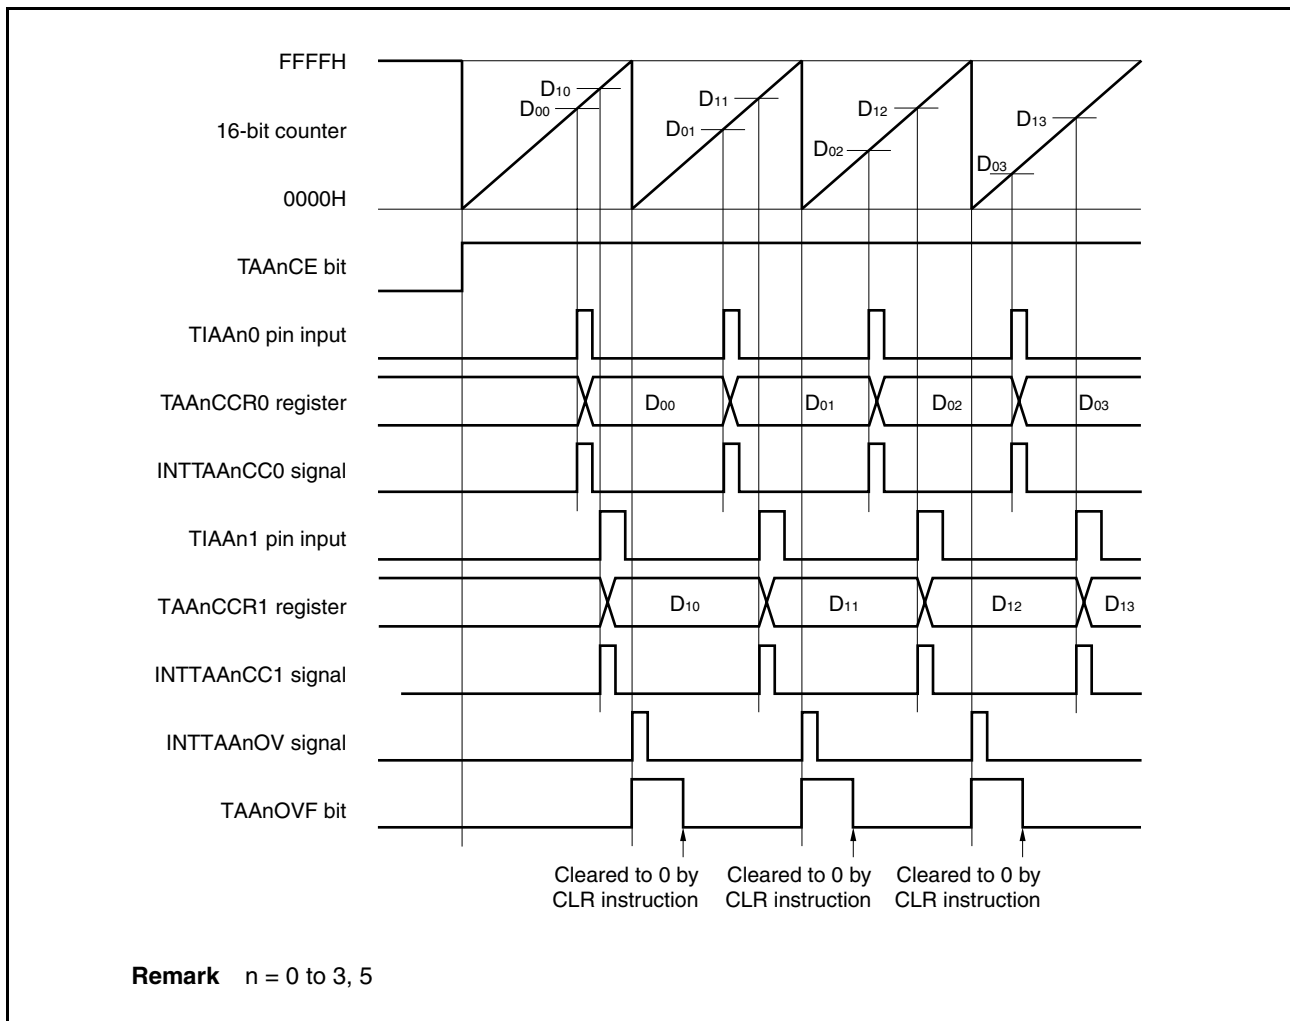 FFFFH
D10
D00
D11
D01
D12
D02
D13
D03
16-bit counter
0000H
TAAnCE bit
TIAAn0 pin input
TAAnCCR0 register
D00
D01
D02
D03
INTTAAnCC0 signal
TIAAn1 pin input
TAAnCCR1 register
D10
D11
D12
D13
INTTAAnCC1 signal
INTTAAnOV signal
TAAnOVF bit
Cleared to 0 by
CLR instruction
Cleared to 0 by
CLR instruction
Cleared to 0 by
CLR instruction
Remark n = 0 to 3, 5